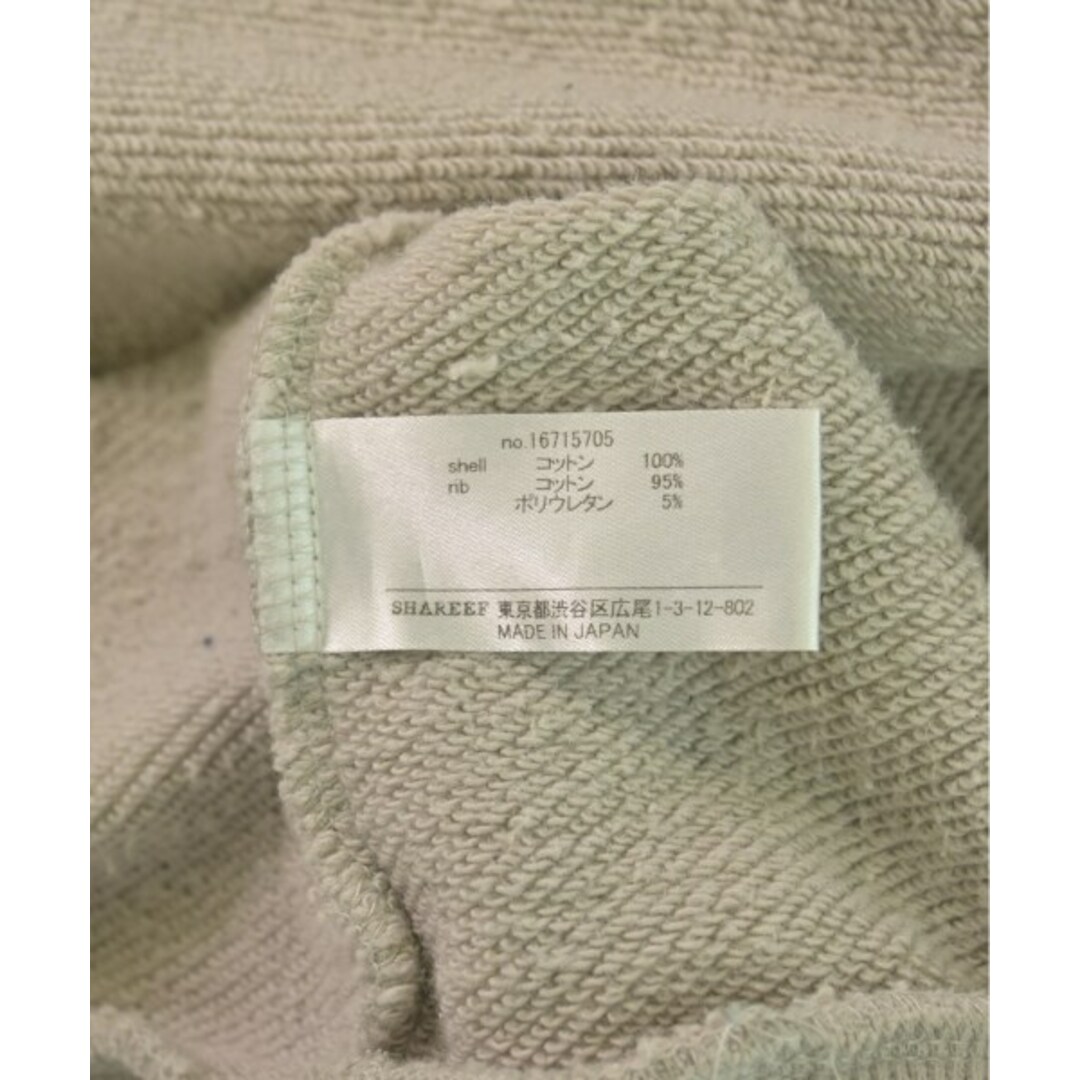 no.16715705
shell コットン 100%
rib コットン 95%
ポリウレタン 5%
SHAREEF 東京都渋谷区広尾1-3-12-802
MADE IN JAPAN